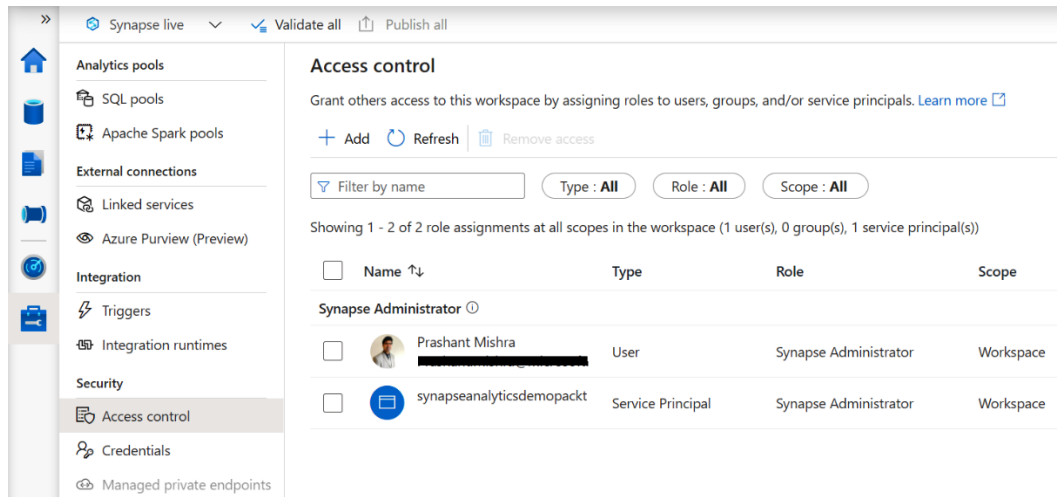 »
Synapse live
Validate all
Publish all
Analytics pools
SQL pools
Apache Spark pools
External connections
Linked services
Azure Purview (Preview)
Integration
Triggers
Integration runtimes
Security
Access control
Credentials
Managed private endpoints
Access control
Grant others access to this workspace by assigning roles to users, groups, and/or service principals. Learn more
Add Refresh Remove access
Filter by name Type : All Role : All Scope : All
Showing 1 - 2 of 2 role assignments at all scopes in the workspace (1 user(s), 0 group(s), 1 service principal(s))
Name ↑↓ Type Role Scope
Synapse Administrator
Prashant Mishra
User Synapse Administrator Workspace
synapseanalyticsdemopackt
Service Principal Synapse Administrator Workspace